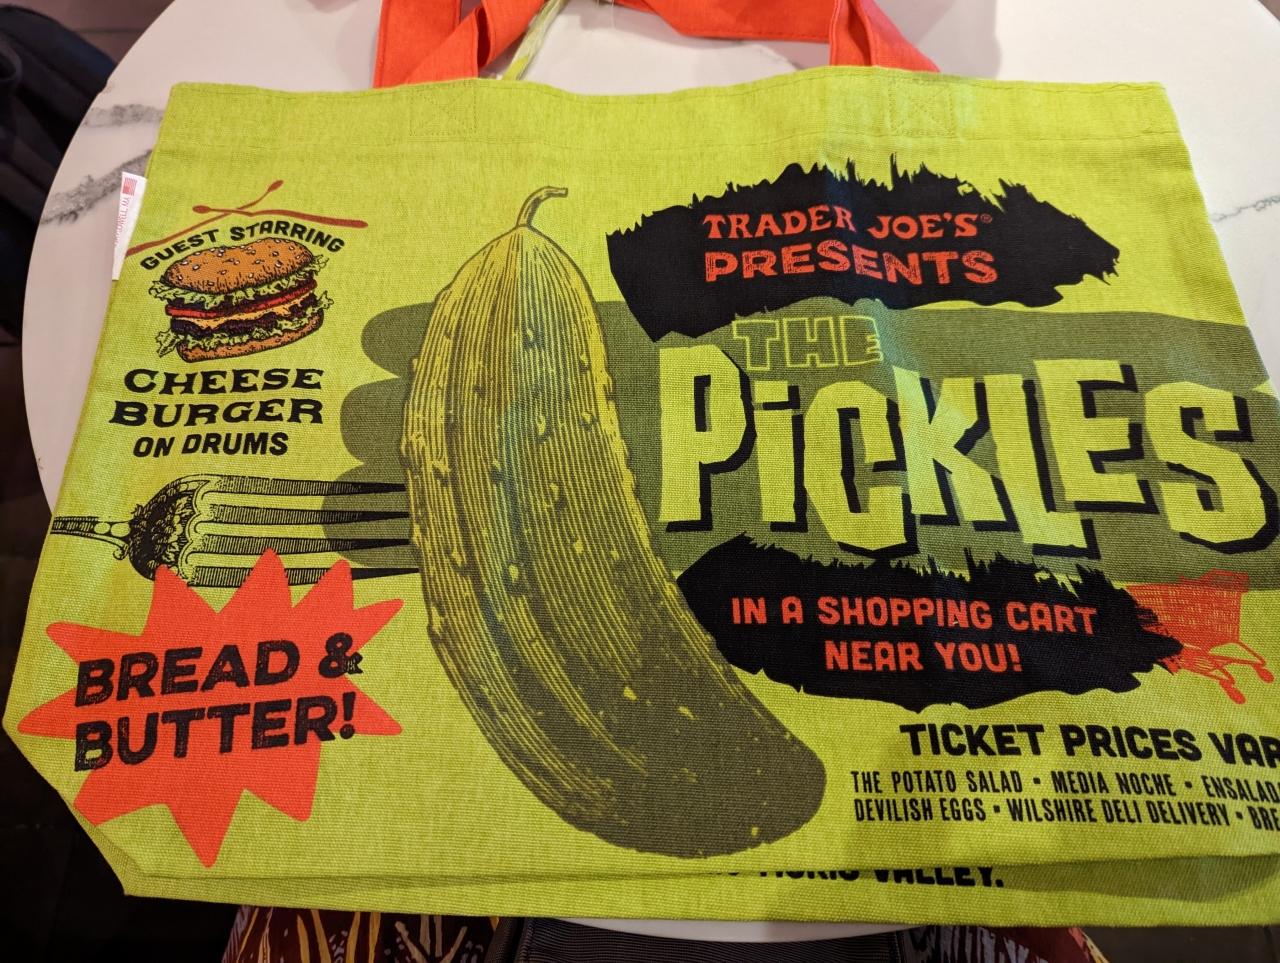 GUEST STARRING
CHEESE
BURGER
ON DRUMS
BREAD &
BUTTER!
TRADER JOE'S®
PRESENTS
THE
PiCKLES
IN A SHOPPING CART
NEAR YOU!
TICKET PRICES VAR
THE POTATO SALAD • MEDIA NOCHE • ENSALAD
DEVILISH EGGS • WILSHIRE DELI DELIVERY • BRE
VALLEY.